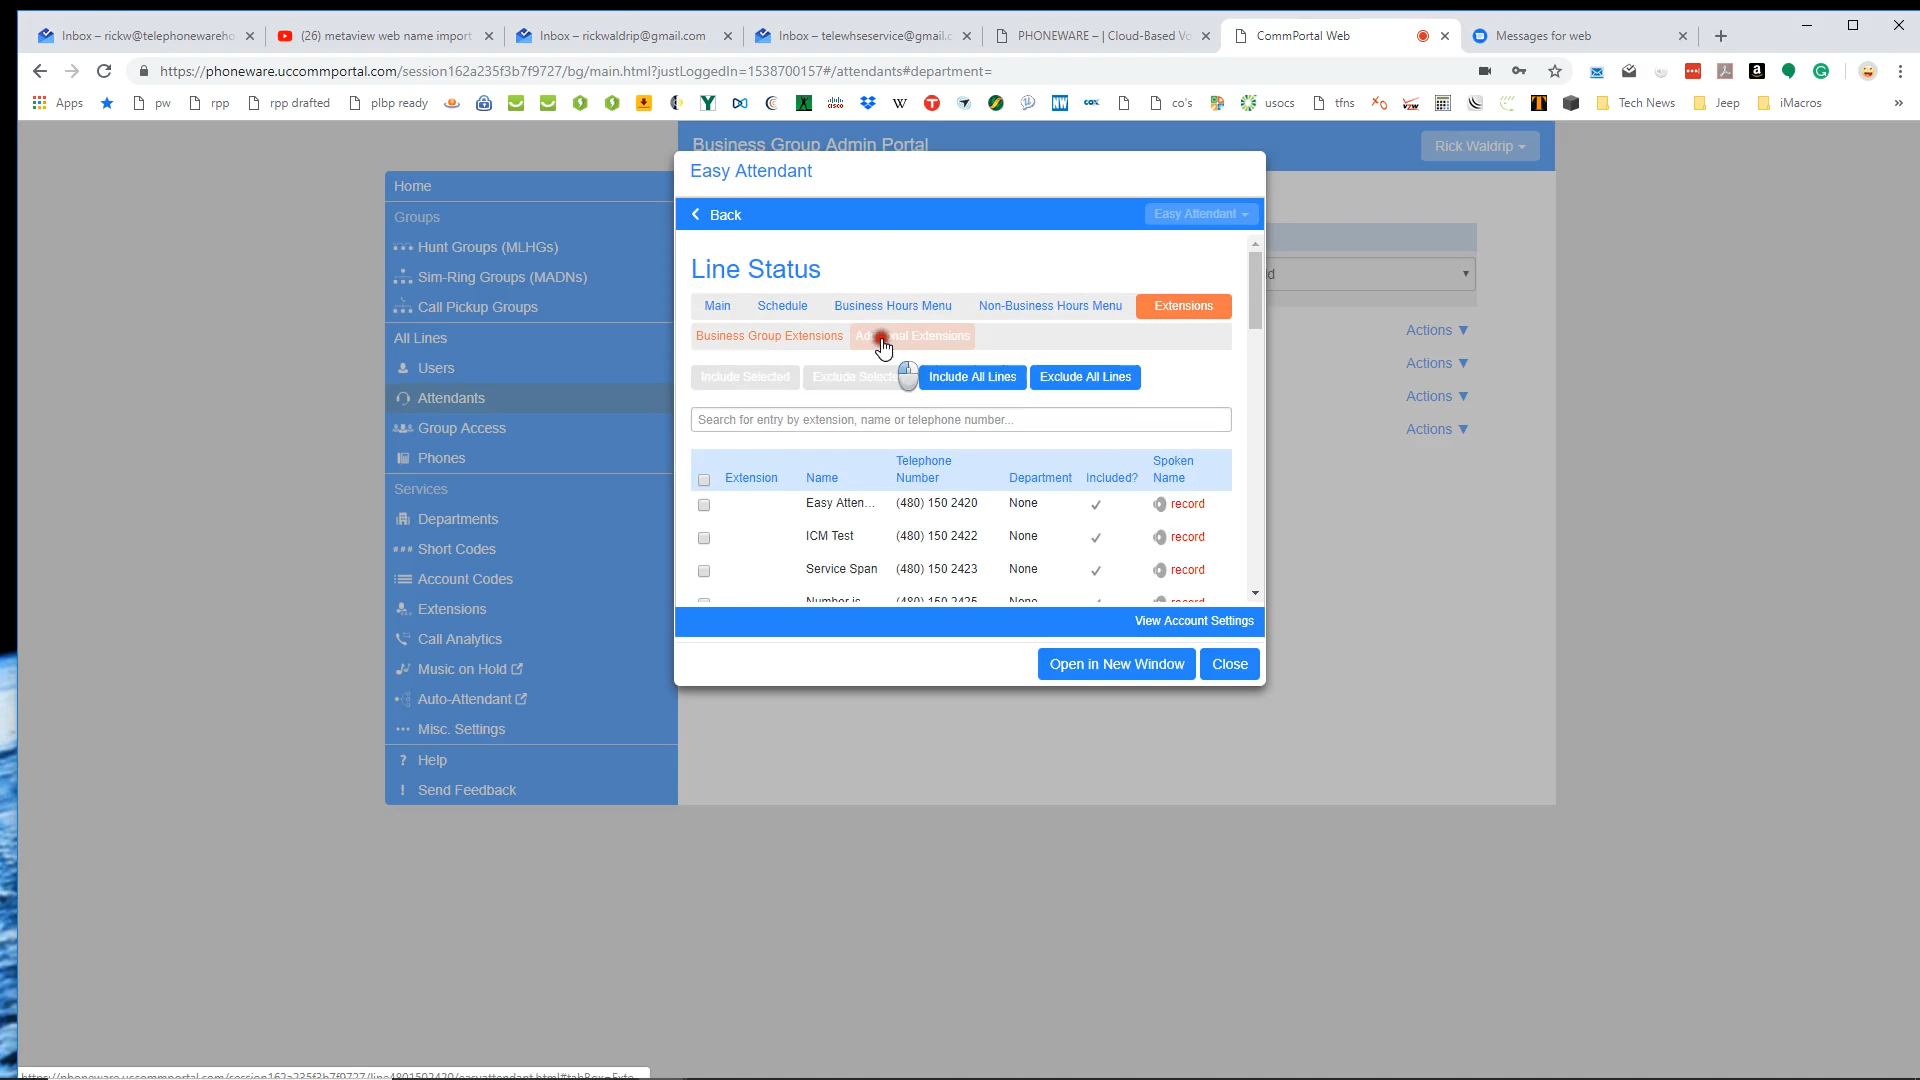 Inbox – rickw@telephonewareho
(26) metaview web name import
Inbox – rickwaldrip@gmail.com
Inbox – telewhseservice@gmail.c
PHONEWARE – | Cloud-Based Vo
CommPortal Web
Messages for web
https://phoneware.uccommportal.com/session162a235f3b7f9727/bg/main.html?justLoggedIn=1538700157#/attendants#department=
Apps
pw
rpp
rpp drafted
plbp ready
co's
usocs
tfns
Tech News
Jeep
iMacros
»
Business Group Admin Portal
Rick Waldrip
Home
Groups
Hunt Groups (MLHGs)
Sim-Ring Groups (MADNs)
Call Pickup Groups
All Lines
Users
Attendants
Group Access
Phones
Services
Departments
Short Codes
Account Codes
Extensions
Call Analytics
Music on Hold
Auto-Attendant
Misc. Settings
? Help
! Send Feedback
Easy Attendant
Back
Easy Attendant
Line Status
Main Schedule Business Hours Menu Non-Business Hours Menu Extensions
Business Group Extensions Extensions
Include Selected Exclude Selecte Include All Lines Exclude All Lines
Search for entry by extension, name or telephone number...
Extension Name Telephone Number Department Included? Spoken Name
Easy Atten... (480) 150 2420 None ✓ record
ICM Test (480) 150 2422 None ✓ record
Service Span (480) 150 2423 None ✓ record
Number is (480) 150 2425 None record
View Account Settings
Open in New Window Close
ld
Actions ▼
Actions ▼
Actions ▼
Actions ▼